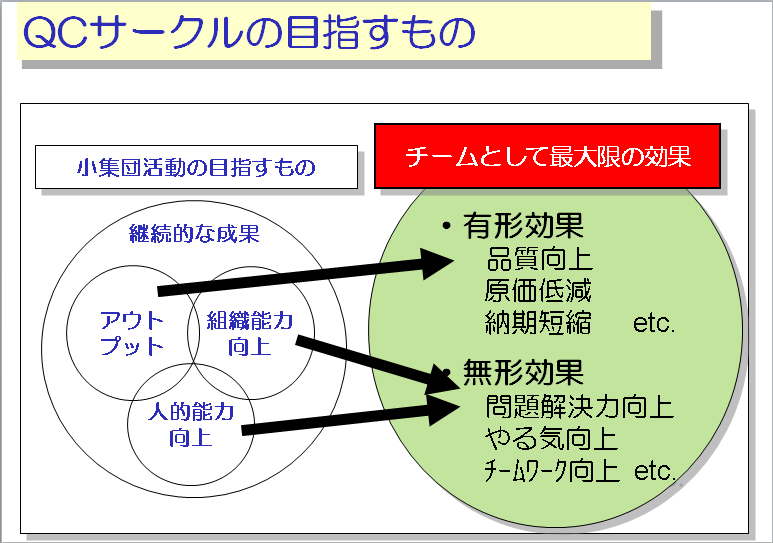 QCサークルの目指すもの
小集団活動の目指すもの
チームとして最大限の効果
継続的な成果
アウト
プット
組織能力
向上
人的能力
向上
・有形効果
品質向上
原価低減
納期短縮 etc.
・無形効果
問題解決力向上
やる気向上
ﾁｰﾑﾜｰｸ向上 etc.